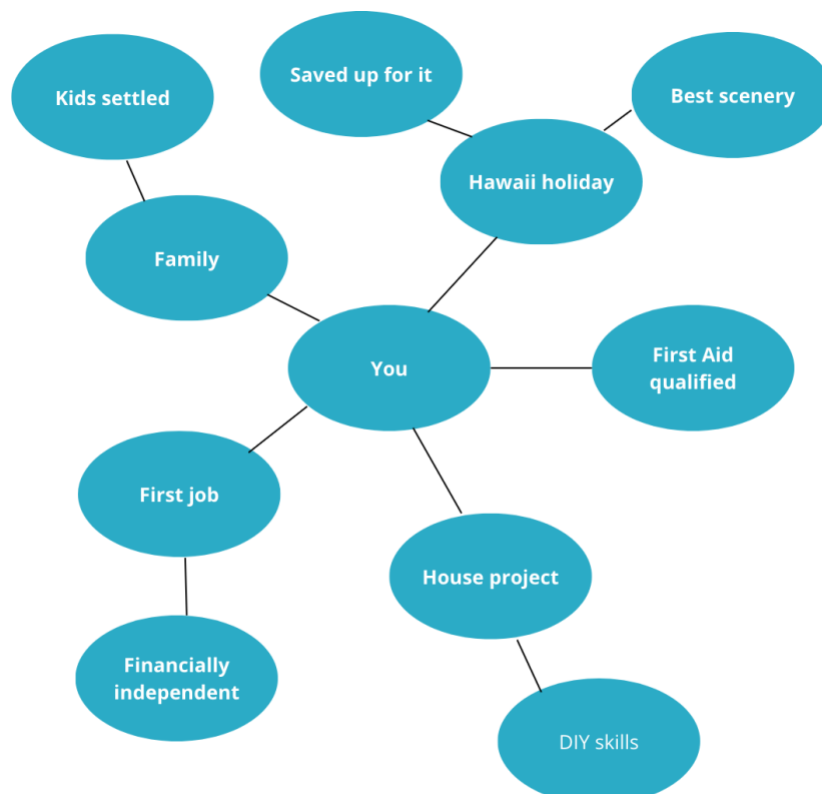 Saved up for it
Best scenery
Kids settled
Hawaii holiday
Family
You
First Aid
qualified
First job
House project
Financially
independent
DIY skills